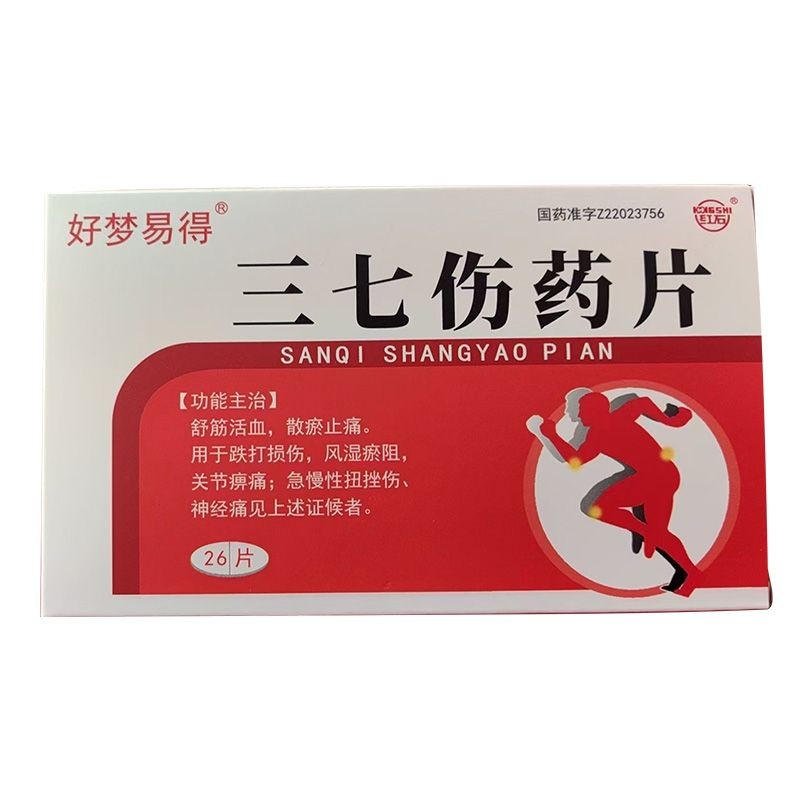 好梦易得®
国药准字Z22023756
HONGSHI
红石
®
三七伤药片
SANQI SHANGYAO PIAN
【功能主治】
舒筋活血，散瘀止痛。
用于跌打损伤，风湿瘀阻，
关节痹痛；急慢性扭挫伤、
神经痛见上述证候者。
26片